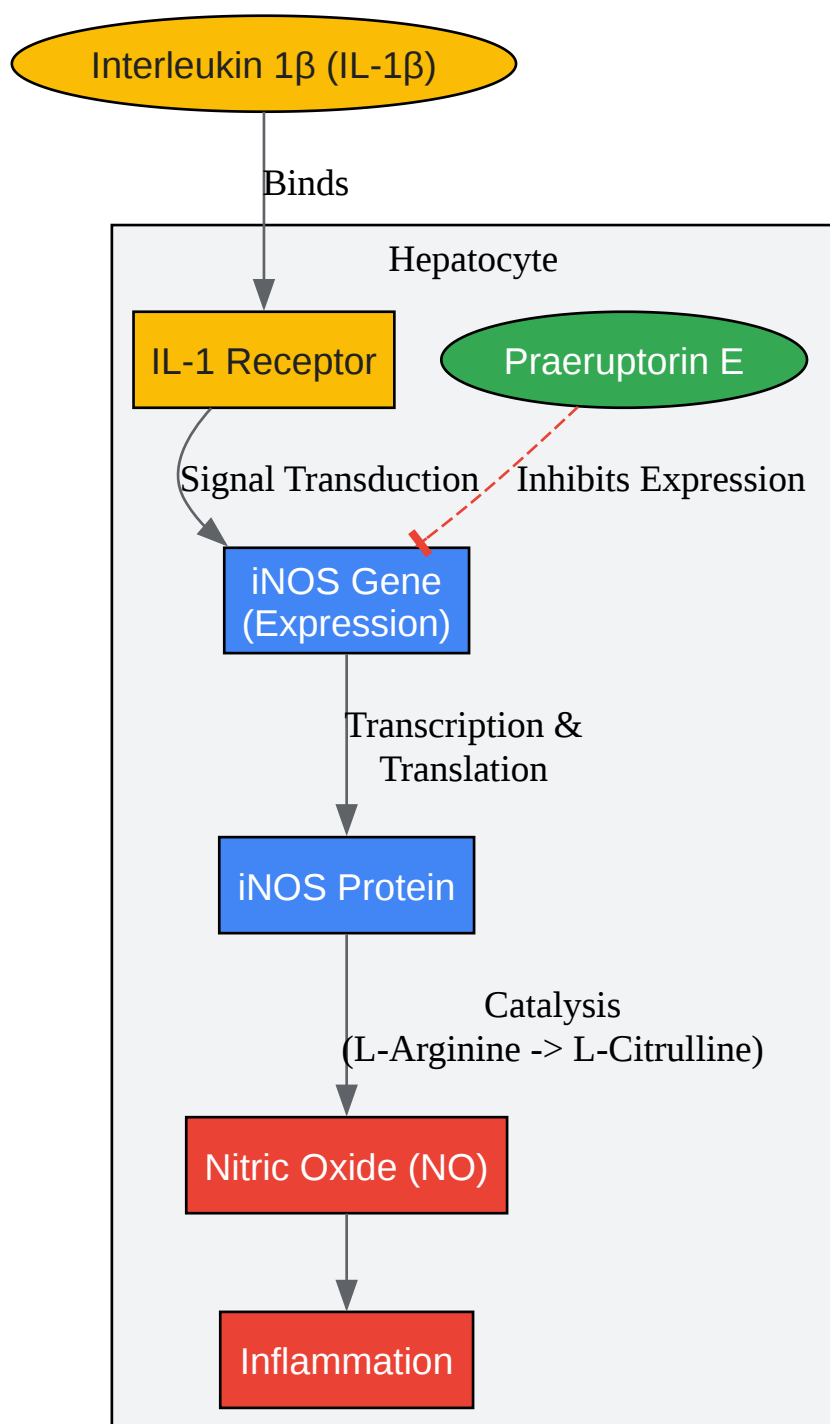 Interleukin 1β (IL-1β)
Binds
Hepatocyte
IL-1 Receptor
Praeruptorin E
Signal Transduction
Inhibits Expression
iNOS Gene
(Expression)
Transcription &
Translation
iNOS Protein
Catalysis
(L-Arginine -> L-Citrulline)
Nitric Oxide (NO)
Inflammation